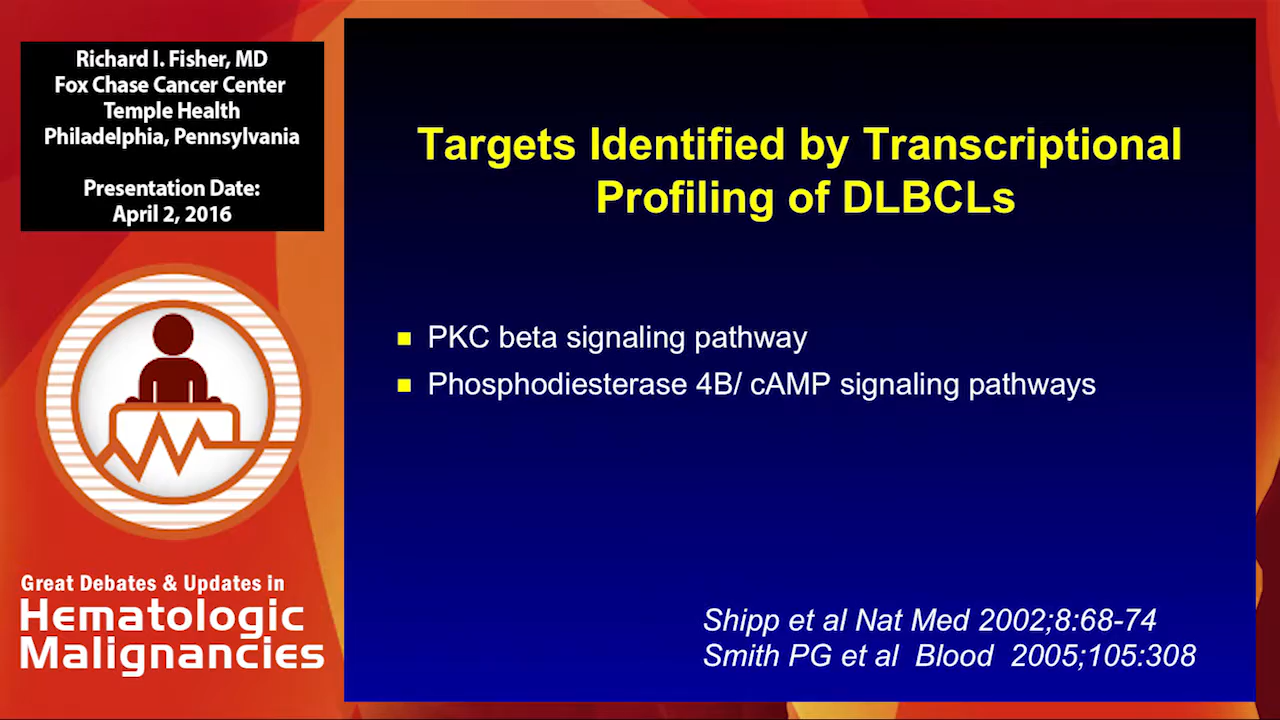 Richard I. Fisher, MD
Fox Chase Cancer Center
Temple Health
Philadelphia, Pennsylvania
Presentation Date:
April 2, 2016
Great Debates & Updates in
Hematologic
Malignancies
Targets Identified by Transcriptional
Profiling of DLBCLs
PKC beta signaling pathway
Phosphodiesterase 4B/ cAMP signaling pathways
Shipp et al Nat Med 2002;8:68-74
Smith PG et al Blood 2005;105:308